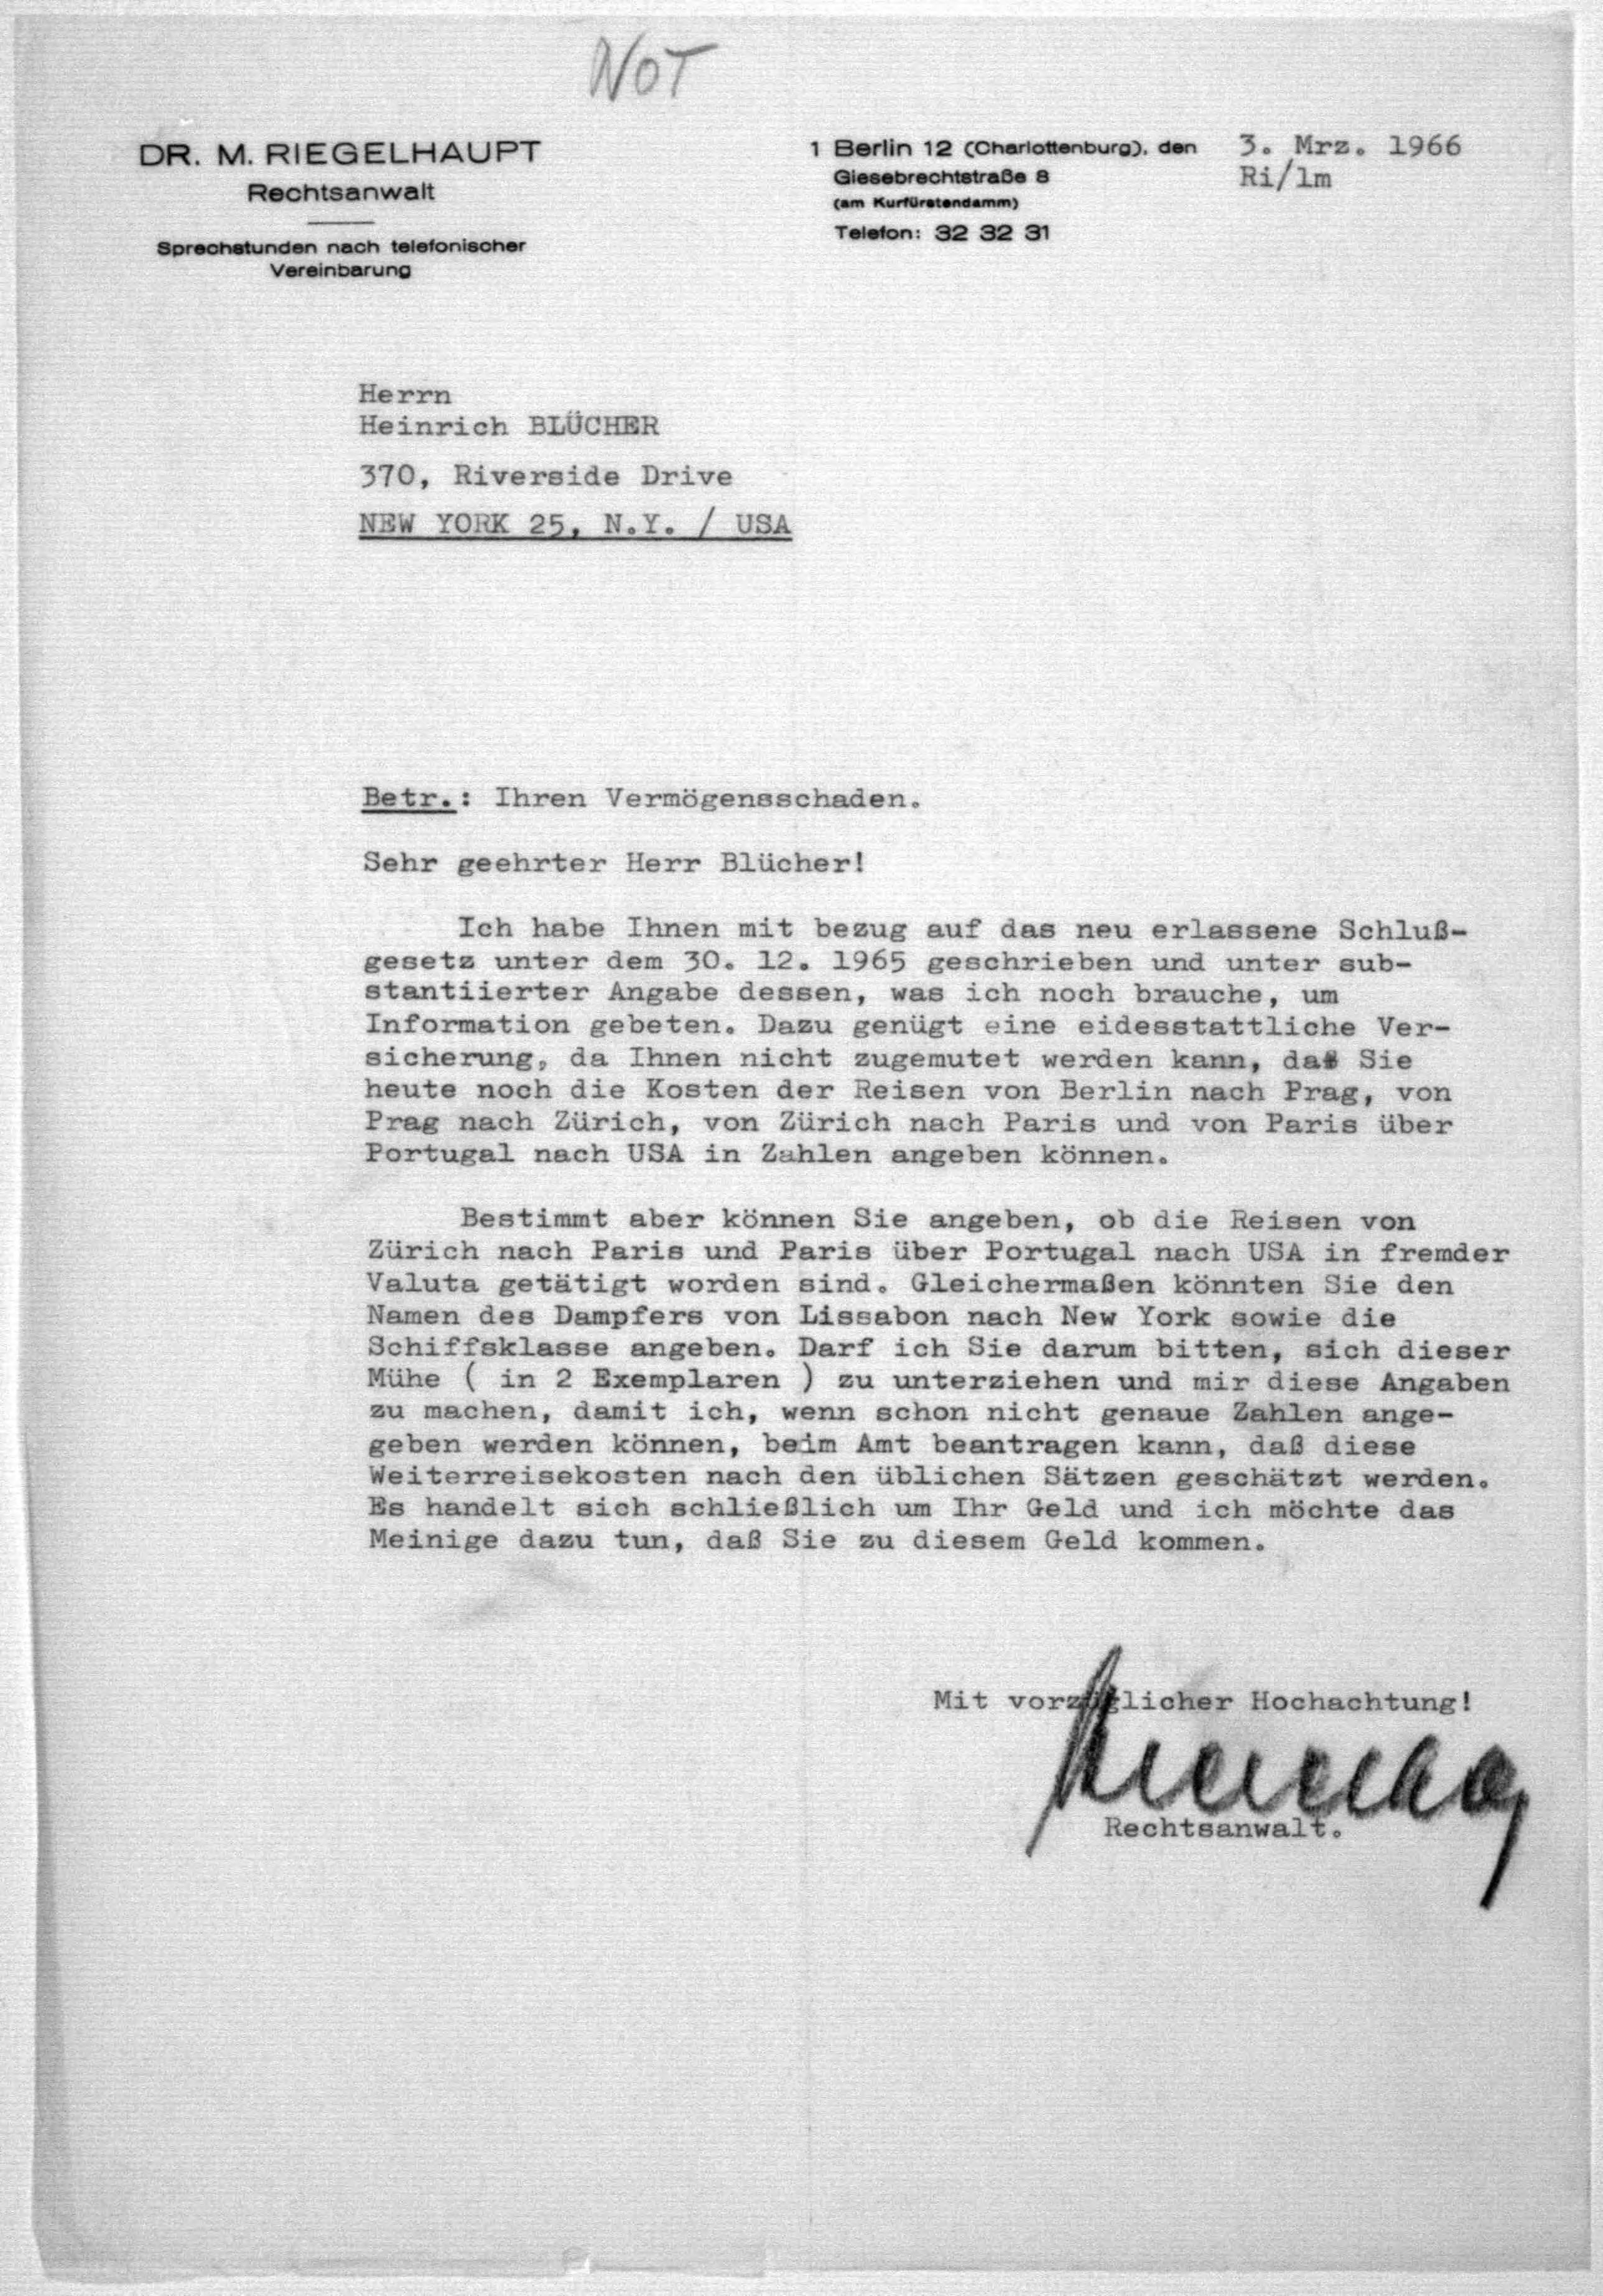 NOT
DR. M. RIEGELHAUPT
Rechtsanwalt
Sprechstunden nach telefonischer
Vereinbarung
1 Berlin 12 (Charlottenburg), den 3. Mrz. 1966
Giesebrechtstraße 8 Ri/lm
(am Kurfürstendamm)
Telefon: 32 32 31
Herrn
Heinrich BLÜCHER
370, Riverside Drive
NEW YORK 25, N.Y. / USA
Betr.: Ihren Vermögensschaden.
Sehr geehrter Herr Blücher!
Ich habe Ihnen mit bezug auf das neu erlassene Schluß-
gesetz unter dem 30. 12. 1965 geschrieben und unter sub-
stantiierter Angabe dessen, was ich noch brauche, um
Information gebeten. Dazu genügt eine eidesstattliche Ver-
sicherung, da Ihnen nicht zugemutet werden kann, daß Sie
heute noch die Kosten der Reisen von Berlin nach Prag, von
Prag nach Zürich, von Zürich nach Paris und von Paris über
Portugal nach USA in Zahlen angeben können.
Bestimmt aber können Sie angeben, ob die Reisen von
Zürich nach Paris und Paris über Portugal nach USA in fremder
Valuta getätigt worden sind. Gleichermaßen könnten Sie den
Namen des Dampfers von Lissabon nach New York sowie die
Schiffsklasse angeben. Darf ich Sie darum bitten, sich dieser
Mühe ( in 2 Exemplaren ) zu unterziehen und mir diese Angaben
zu machen, damit ich, wenn schon nicht genaue Zahlen ange-
geben werden können, beim Amt beantragen kann, daß diese
Weiterreisekosten nach den üblichen Sätzen geschätzt werden.
Es handelt sich schließlich um Ihr Geld und ich möchte das
Meinige dazu tun, daß Sie zu diesem Geld kommen.
Mit vorzüglicher Hochachtung!
Rechtsanwalt.